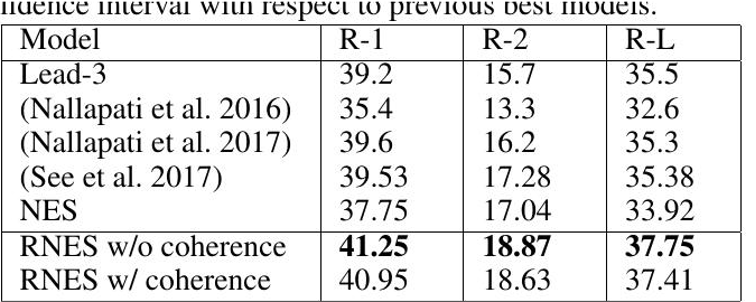 fidence interval with respect to previous best models.
Model R-1 R-2 R-L
Lead-3 39.2 15.7 35.5
(Nallapati et al. 2016) 35.4 13.3 32.6
(Nallapati et al. 2017) 39.6 16.2 35.3
(See et al. 2017) 39.53 17.28 35.38
NES 37.75 17.04 33.92
RNES w/o coherence 41.25 18.87 37.75
RNES w/ coherence 40.95 18.63 37.41